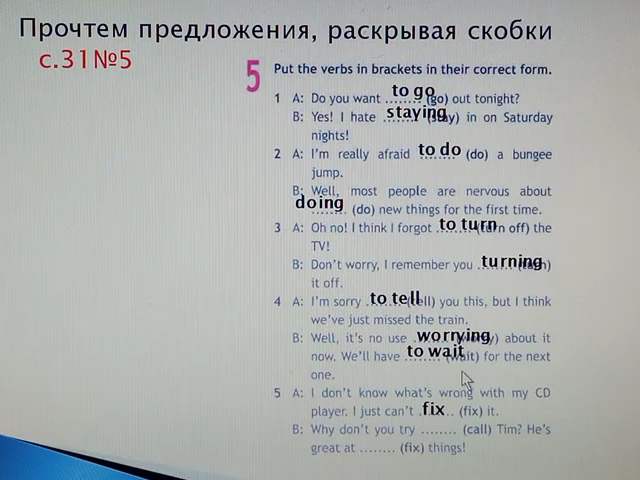 Прочтем предложения, раскрывая скобки
с.31№5
5 Put the verbs in brackets in their correct form.
1 A: Do you want to go (go) out tonight?
B: Yes! I hate staying (stay) in on Saturday
nights!
2 A: I'm really afraid to do (do) a bungee
jump.
B: Well, most people are nervous about
doing (do) new things for the first time.
3 A: Oh no! I think I forgot to turn (turn off) the
TV!
B: Don't worry, I remember you turning (turn)
it off.
4 A: I'm sorry to tell (tell) you this, but I think
we've just missed the train.
B: Well, it's no use worrying (worry) about it
now. We'll have to wait (wait) for the next
one.
5 A: I don't know what's wrong with my CD
player. I just can't fix (fix) it.
B: Why don't you try ........ (call) Tim? He's
great at ........ (fix) things!